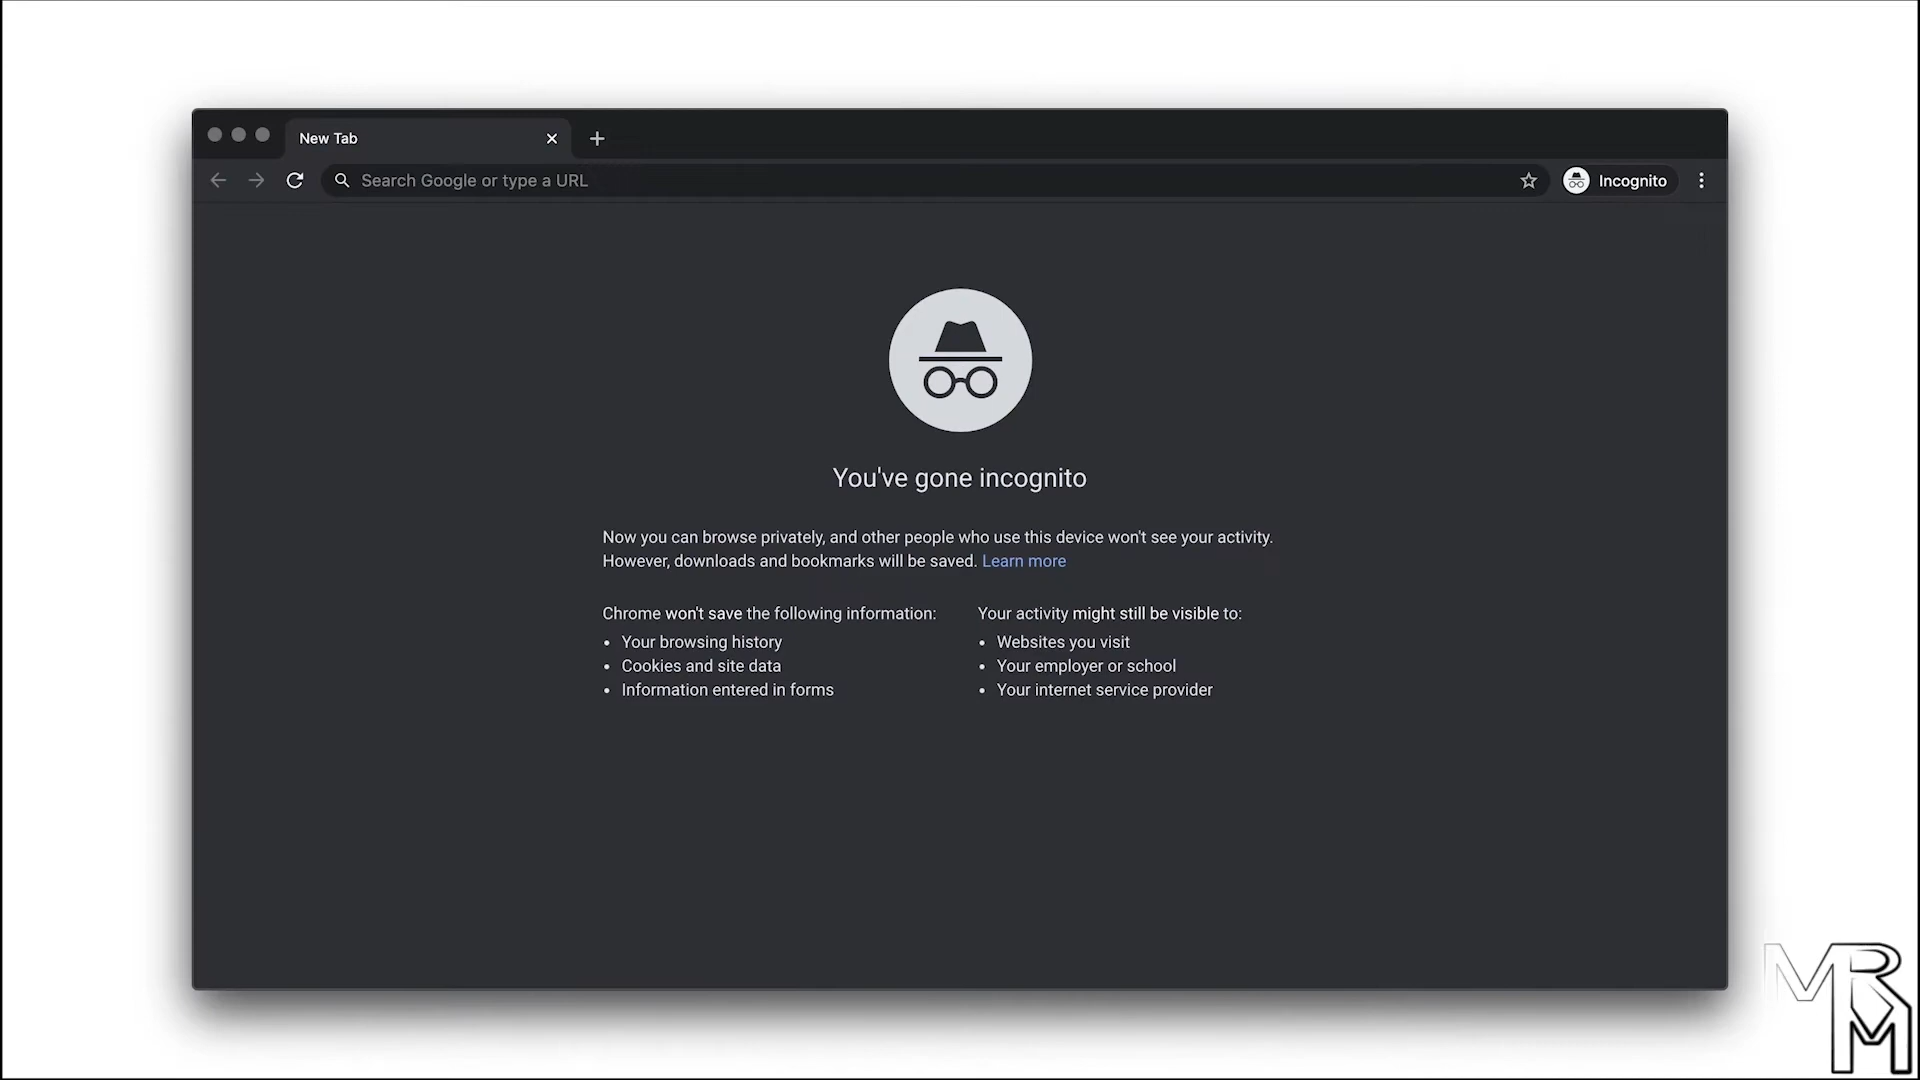 New Tab
Search Google or type a URL
Incognito
You've gone incognito
Now you can browse privately, and other people who use this device won't see your activity.
However, downloads and bookmarks will be saved. Learn more
Chrome won't save the following information:
Your browsing history
Cookies and site data
Information entered in forms
Your activity might still be visible to:
Websites you visit
Your employer or school
Your internet service provider
MRM